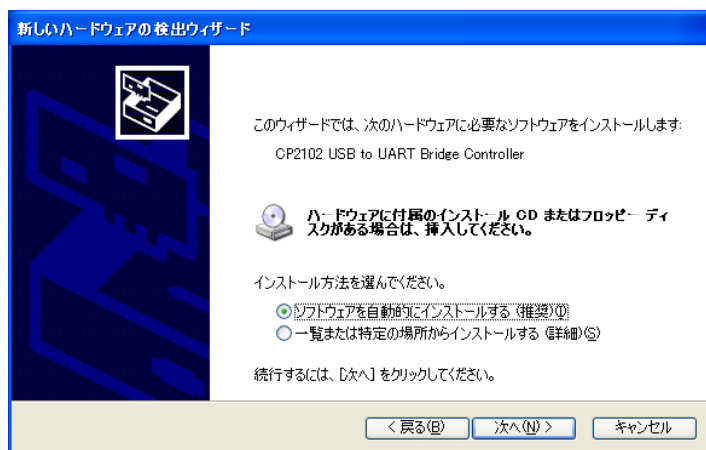 新しいハードウェアの検出ウィザード
このウィザードでは、次のハードウェアに必要なソフトウェアをインストールします:
CP2102 USB to UART Bridge Controller
ハードウェアに付属のインストール CD またはフロッピー ディ
スクがある場合は、挿入してください。
インストール方法を選んでください。
ソフトウェアを自動的にインストールする (推奨)(I)
一覧または特定の場所からインストールする (詳細)(S)
続行するには、[次へ] をクリックしてください。
< 戻る(B) 次へ(N) > キャンセル